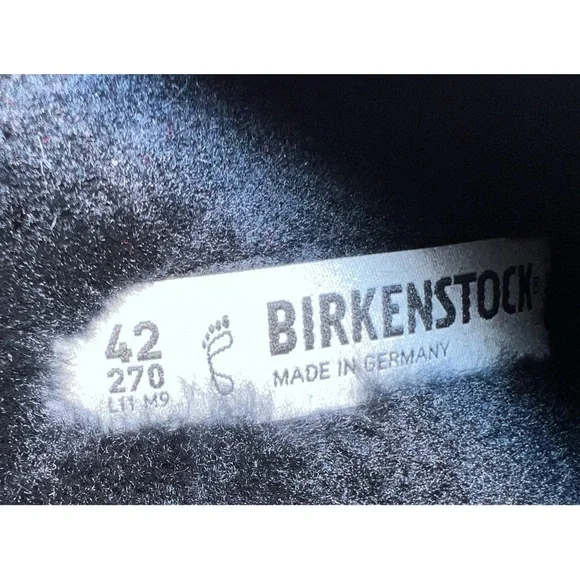 42
270
L11 M9
BIRKENSTOCK
MADE IN GERMANY